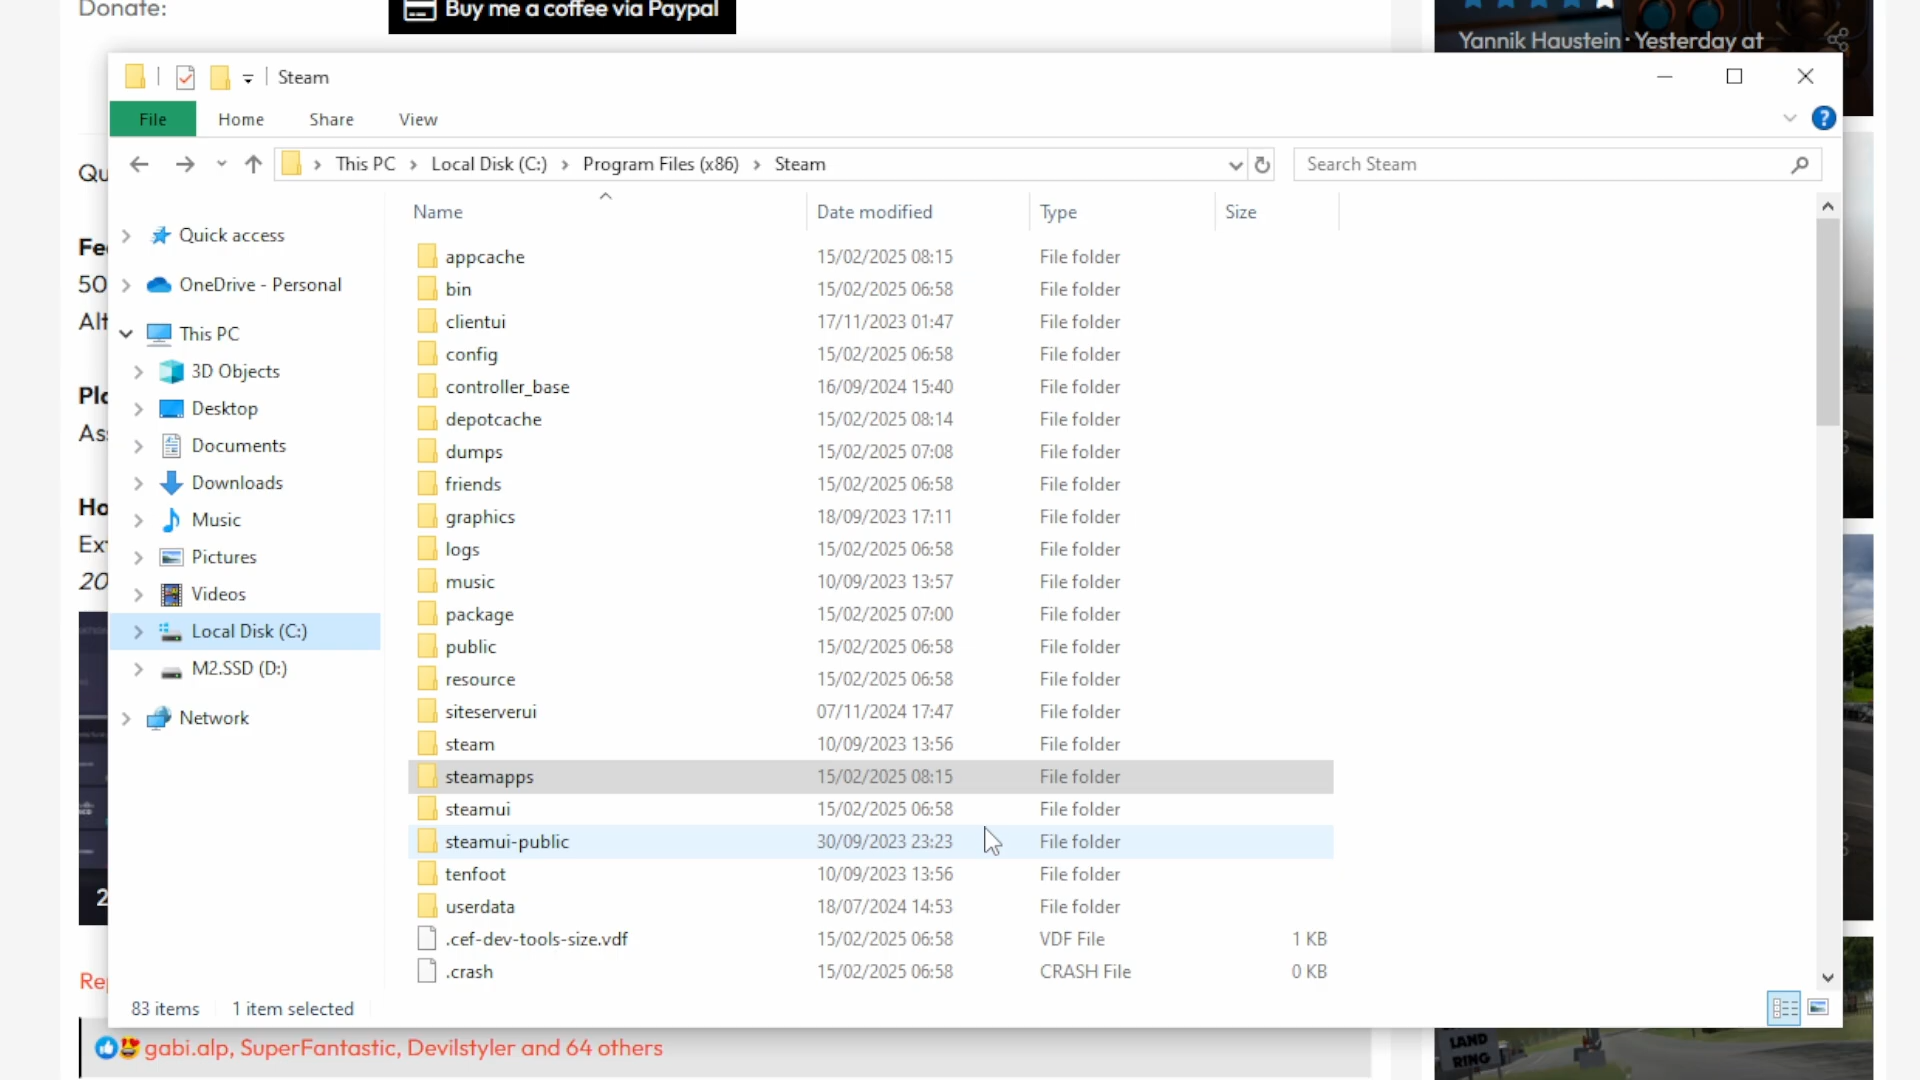 Donate:
Buy me a coffee via Paypal
Yannik Haustein · Yesterday at
Steam
File
Home
Share
View
This PC
Local Disk (C:)
Program Files (x86)
Steam
Search Steam
Name
Date modified
Type
Size
Quick access
OneDrive - Personal
This PC
3D Objects
Desktop
Documents
Downloads
Music
Pictures
Videos
Local Disk (C:)
M2.SSD (D:)
Network
appcache 15/02/2025 08:15 File folder
bin 15/02/2025 06:58 File folder
clientui 17/11/2023 01:47 File folder
config 15/02/2025 06:58 File folder
controller_base 16/09/2024 15:40 File folder
depotcache 15/02/2025 08:14 File folder
dumps 15/02/2025 07:08 File folder
friends 15/02/2025 06:58 File folder
graphics 18/09/2023 17:11 File folder
logs 15/02/2025 06:58 File folder
music 10/09/2023 13:57 File folder
package 15/02/2025 07:00 File folder
public 15/02/2025 06:58 File folder
resource 15/02/2025 06:58 File folder
siteserverui 07/11/2024 17:47 File folder
steam 10/09/2023 13:56 File folder
steamapps 15/02/2025 08:15 File folder
steamui 15/02/2025 06:58 File folder
steamui-public 30/09/2023 23:23 File folder
tenfoot 10/09/2023 13:56 File folder
userdata 18/07/2024 14:53 File folder
.cef-dev-tools-size.vdf 15/02/2025 06:58 VDF File 1 KB
.crash 15/02/2025 06:58 CRASH File 0 KB
83 items
1 item selected
gabi.alp, SuperFantastic, Devilstyler and 64 others
LAND
RING